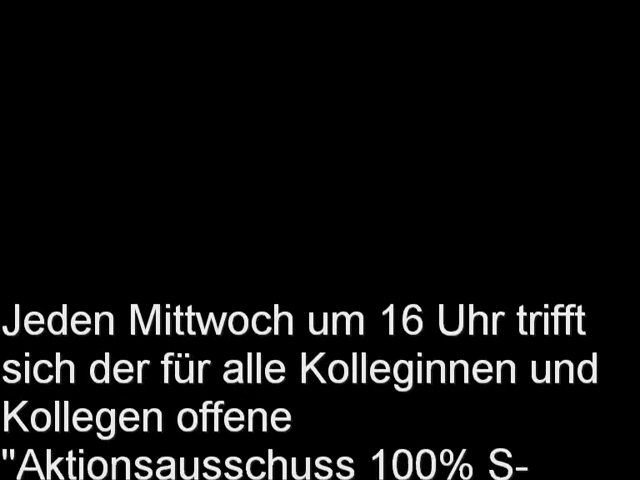 Jeden Mittwoch um 16 Uhr trifft
sich der für alle Kolleginnen und
Kollegen offene
"Aktionsausschuss 100% S-